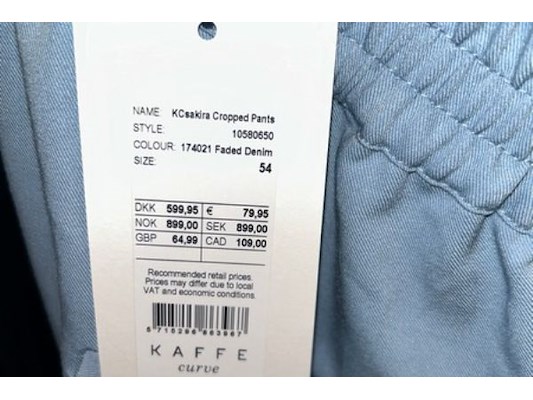 NAME: KCsakira Cropped Pants
STYLE: 10580650
COLOUR: 174021 Faded Denim
SIZE: 54
DKK 599,95 € 79,95
NOK 899,00 SEK 899,00
GBP 64,99 CAD 109,00
Recommended retail prices.
Prices may differ due to local
VAT and economic conditions.
KAFFE
curve